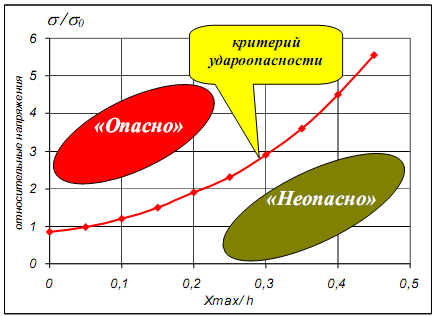 σ/σ0
6
5
4
3
2
1
0
относительные напряжения
критерий
удароопасности
«Опасно»
«Неопасно»
0
0,1
0,2
0,3
0,4
0,5
Xmax/ h